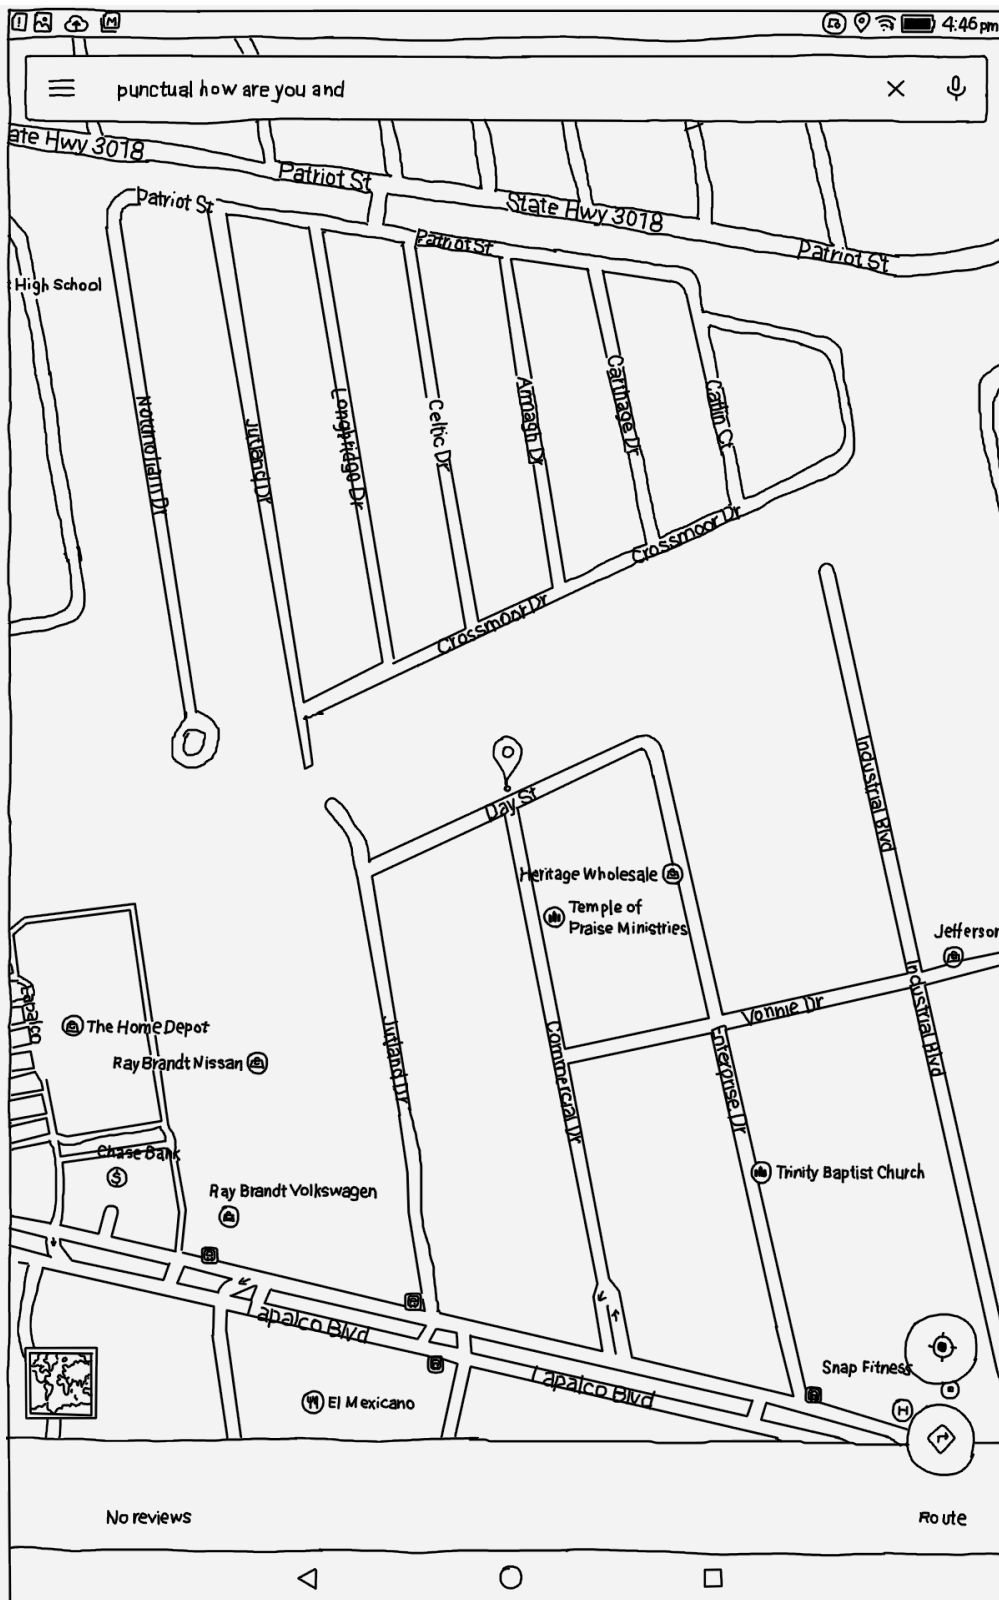 4:46 pm
punctual how are you and
ate Hwy 3018
Patriot St
Patriot St
State Hwy 3018
Patriot St
Patriot St
High School
Jutland Dr
Celtic Dr
Armagh Dr
Carthage Dr
Catlin Ct
Crossmoor Dr
Crossmoor Dr
Industrial Blvd
Day St
Heritage Wholesale
Temple of
Praise Ministries
Jefferson
Industrial Blvd
Vonnie Dr
The Home Depot
Ray Brandt Nissan
Jutland Dr
Commercial Dr
Enterprise Dr
Chase Bank
Trinity Baptist Church
Ray Brandt Volkswagen
Lapalco Blvd
Lapalco Blvd
Snap Fitness
El Mexicano
No reviews
Route